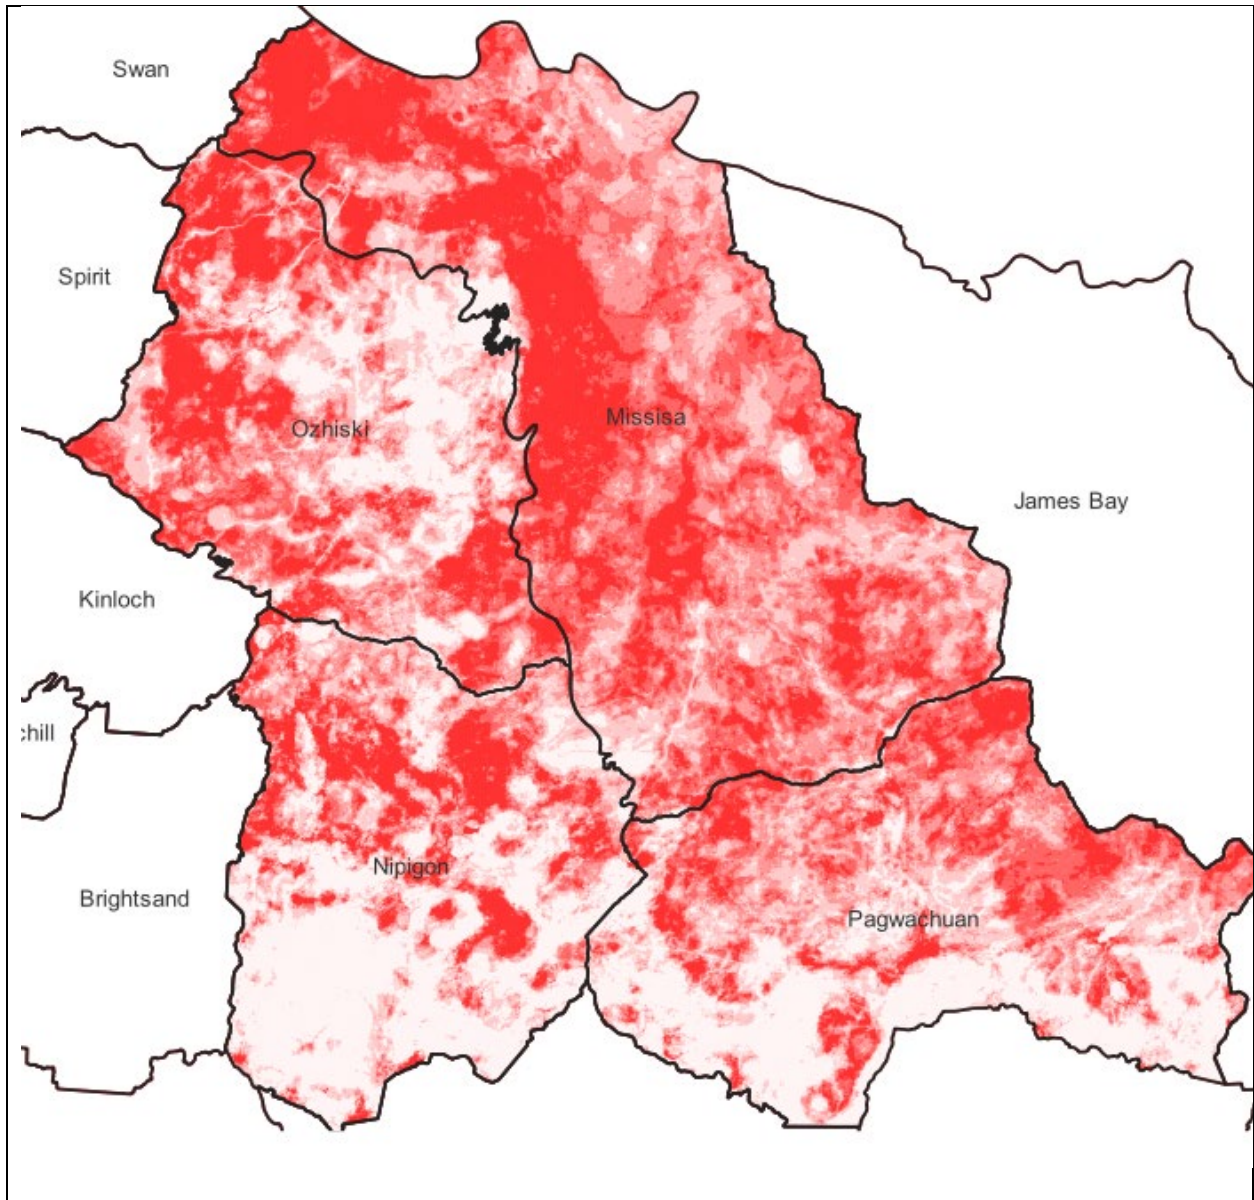 Swan
Spirit
Missisa
Ozhiski
James Bay
Kinloch
chill
Nipigon
Brightsand
Pagwachuan